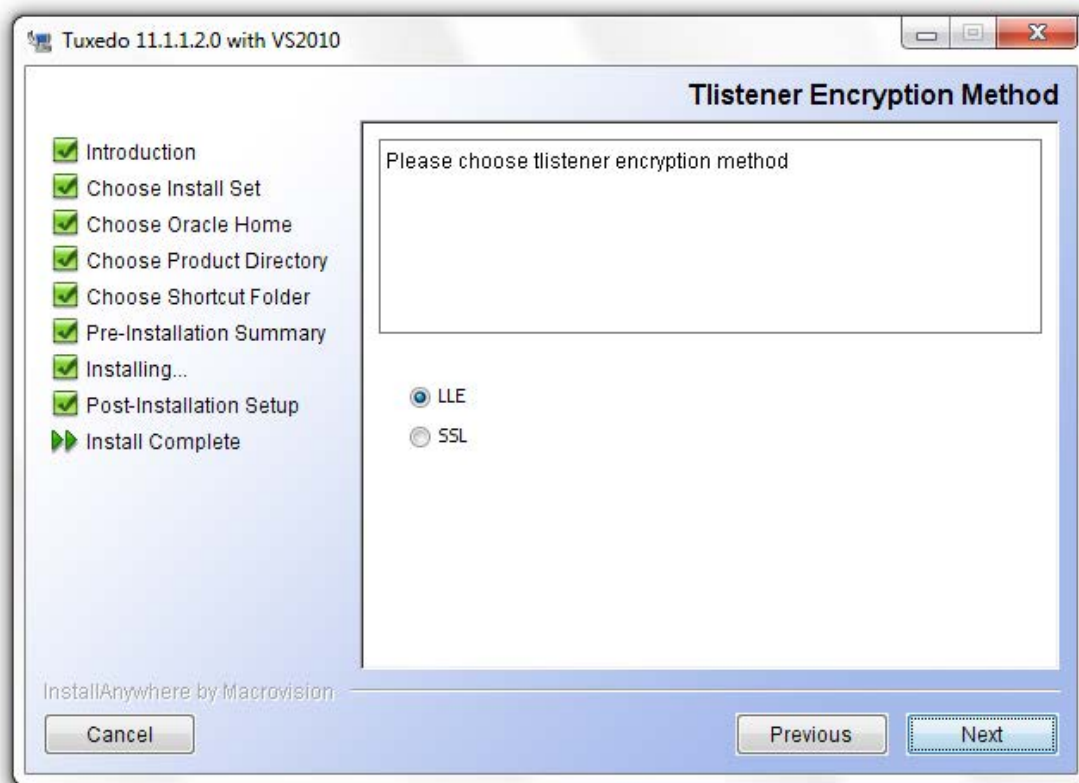 Tuxedo 11.1.1.2.0 with VS2010
Tlistener Encryption Method
Introduction
Choose Install Set
Choose Oracle Home
Choose Product Directory
Choose Shortcut Folder
Pre-Installation Summary
Installing...
Post-Installation Setup
Install Complete
Please choose tlistener encryption method
LLE
SSL
InstallAnywhere by Macrovision
Cancel
Previous
Next